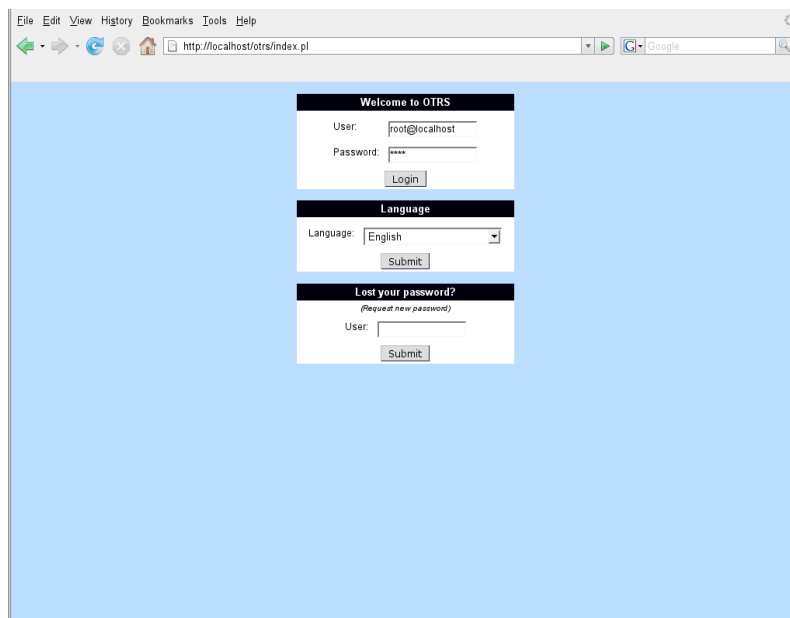 File Edit View History Bookmarks Tools Help
http://localhost/otrs/index.pl
G Google
Welcome to OTRS
User: root@localhost
Password: ****
Login
Language
Language: English
Submit
Lost your password?
(Request new password)
User:
Submit